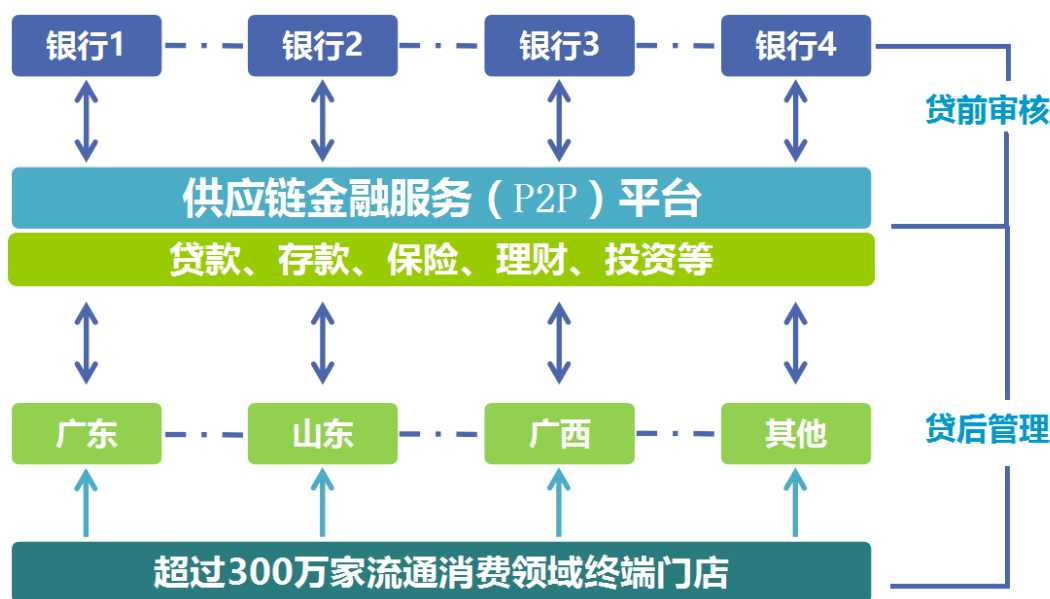 银行1
银行2
银行3
银行4
贷前审核
供应链金融服务（P2P）平台
贷款、存款、保险、理财、投资等
广东
山东
广西
其他
贷后管理
超过300万家流通消费领域终端门店